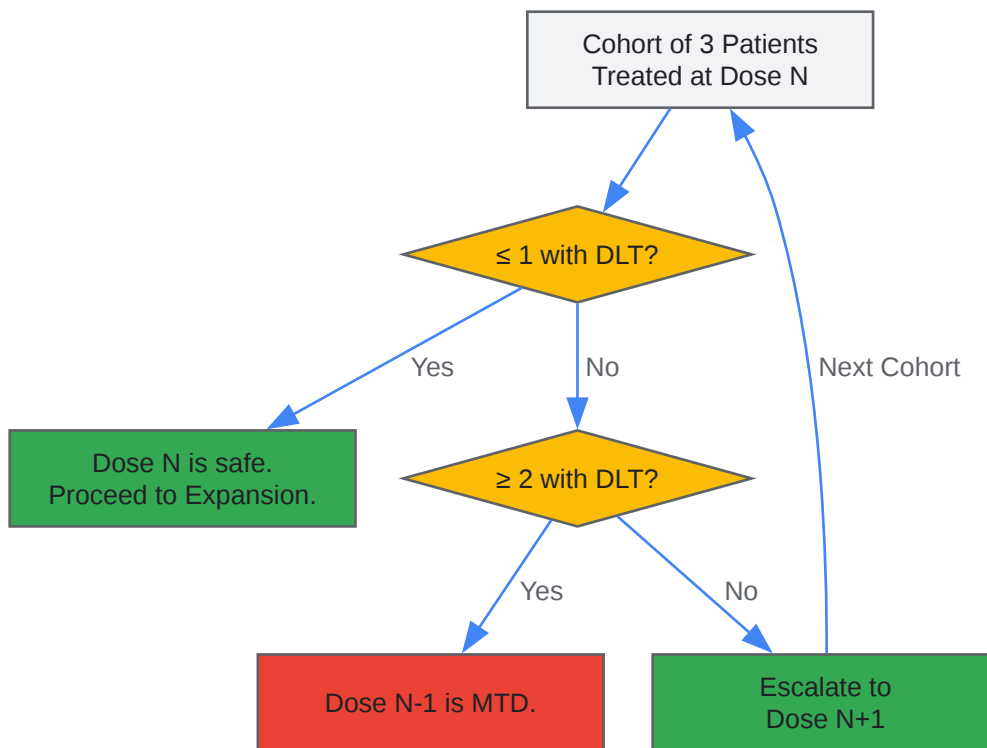 Cohort of 3 Patients
Treated at Dose N
≤ 1 with DLT?
Yes
No
Next Cohort
Dose N is safe.
Proceed to Expansion.
≥ 2 with DLT?
Yes
No
Dose N-1 is MTD.
Escalate to
Dose N+1